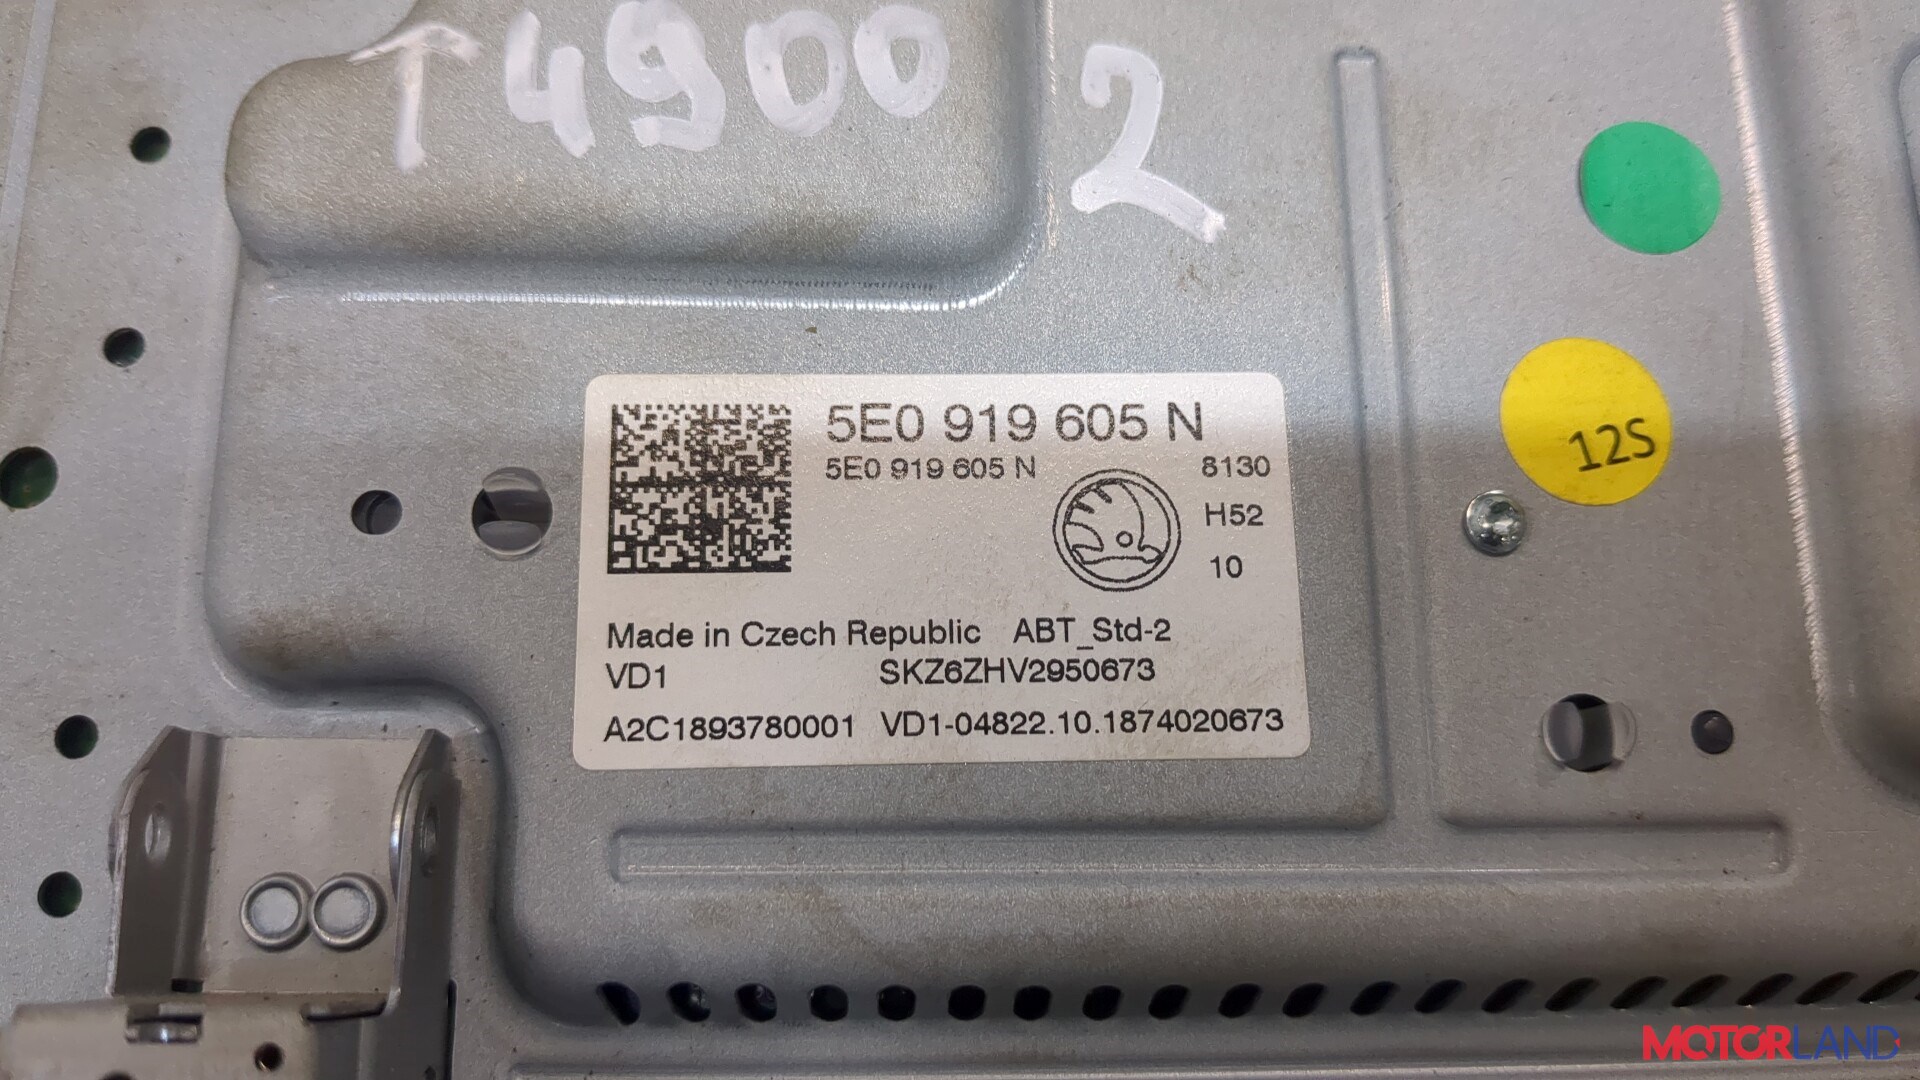 T4900 2
5E0 919 605 N
5E0 919 605 N
8130
H52
10
12S
Made in Czech Republic ABT_Std-2
VD1 SKZ6ZHV2950673
A2C1893780001 VD1-04822.10.1874020673
MOTORLAND